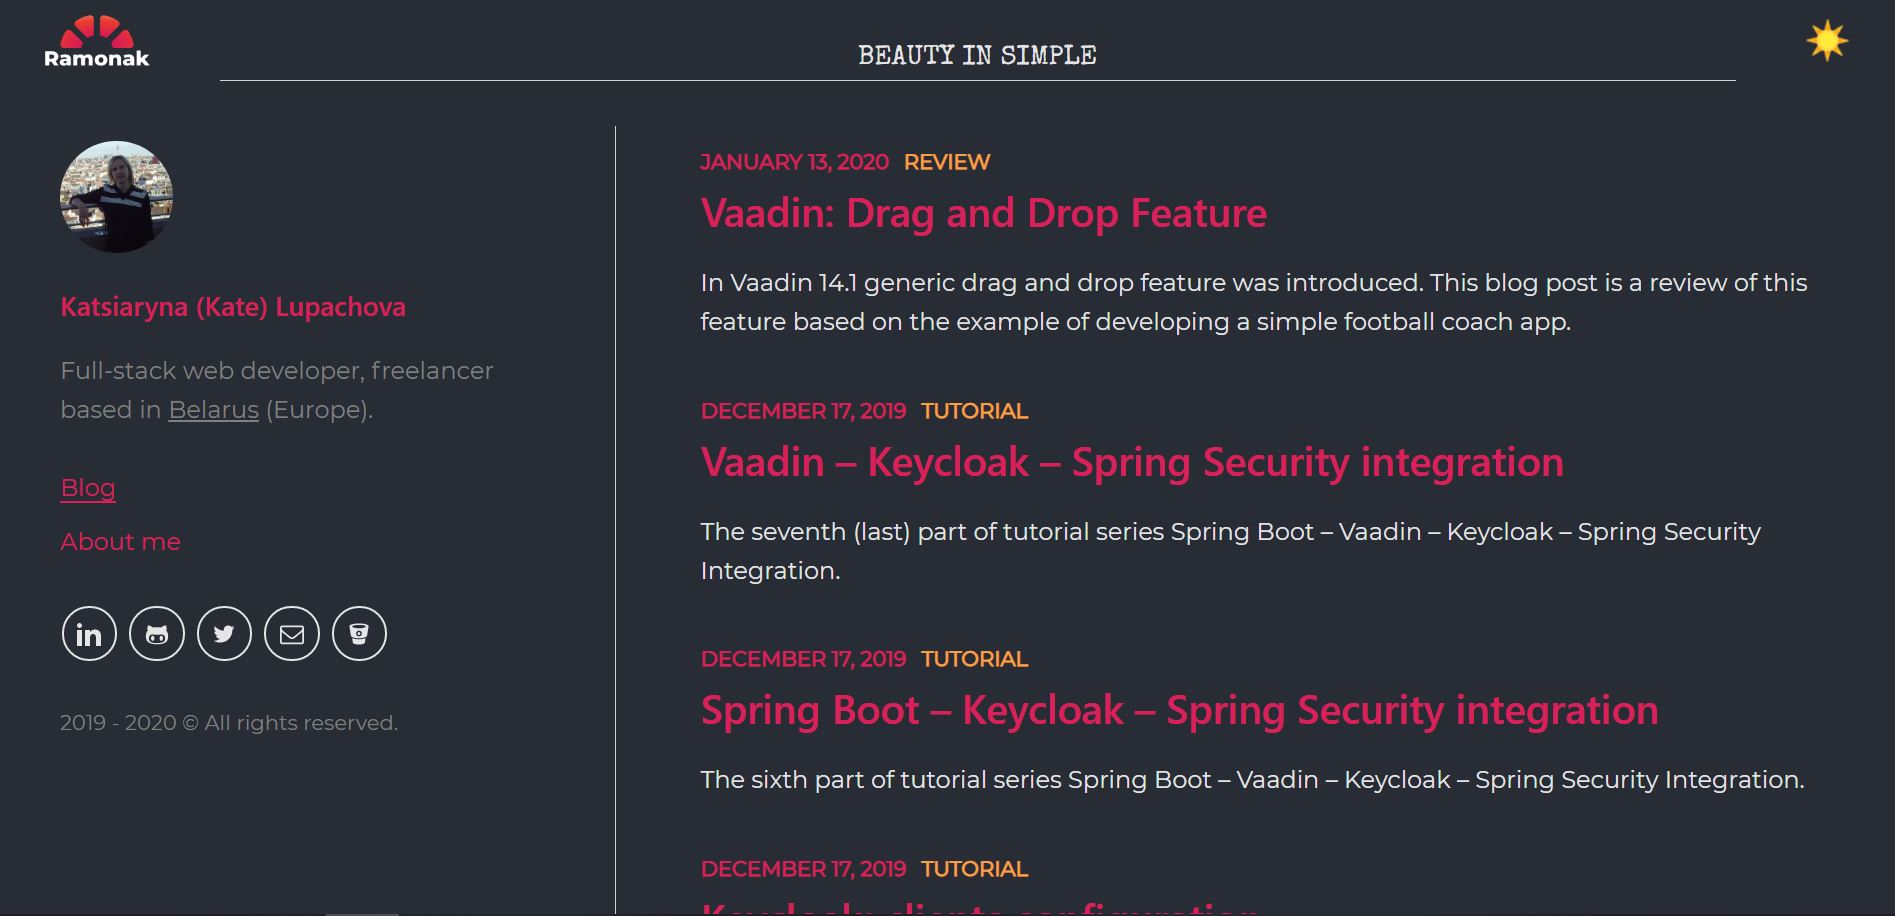 Ramonak
BEAUTY IN SIMPLE
Katsiaryna (Kate) Lupachova
Full-stack web developer, freelancer
based in Belarus (Europe).
Blog
About me
in
2019 - 2020 © All rights reserved.
JANUARY 13, 2020 REVIEW
Vaadin: Drag and Drop Feature
In Vaadin 14.1 generic drag and drop feature was introduced. This blog post is a review of this
feature based on the example of developing a simple football coach app.
DECEMBER 17, 2019 TUTORIAL
Vaadin – Keycloak – Spring Security integration
The seventh (last) part of tutorial series Spring Boot – Vaadin – Keycloak – Spring Security
Integration.
DECEMBER 17, 2019 TUTORIAL
Spring Boot – Keycloak – Spring Security integration
The sixth part of tutorial series Spring Boot – Vaadin – Keycloak – Spring Security Integration.
DECEMBER 17, 2019 TUTORIAL